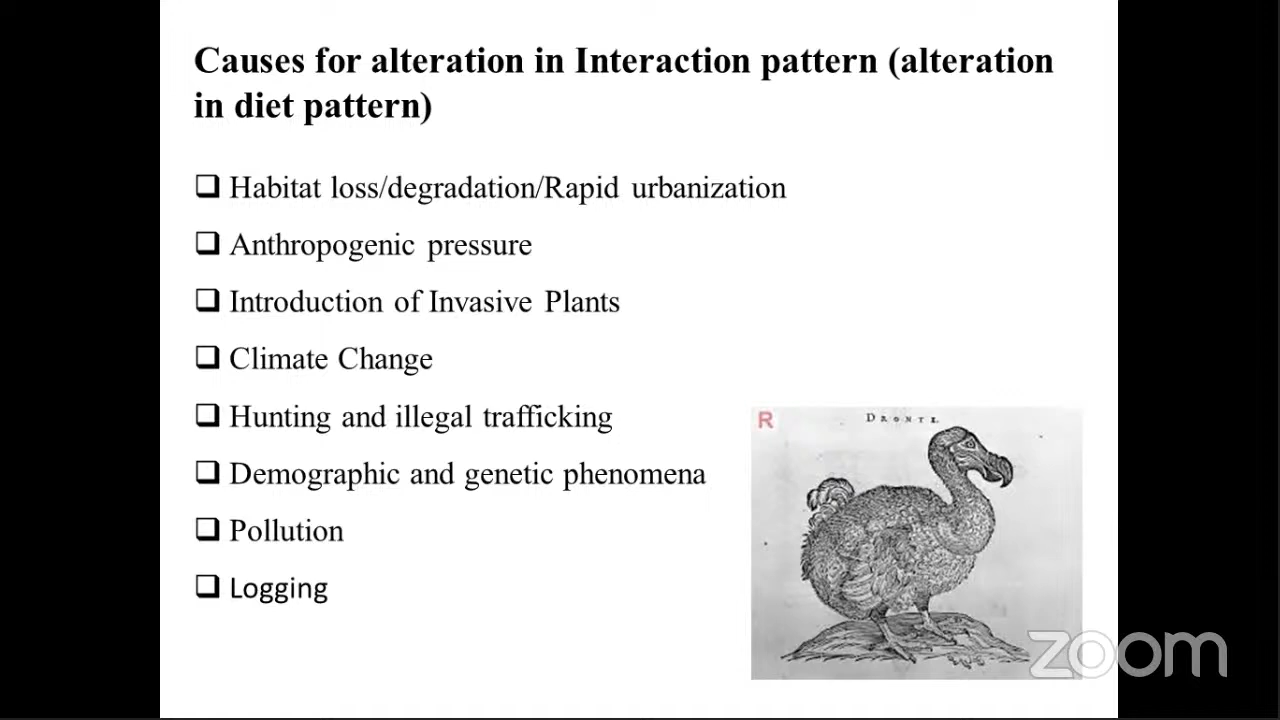 Causes for alteration in Interaction pattern (alteration
in diet pattern)
Habitat loss/degradation/Rapid urbanization
Anthropogenic pressure
Introduction of Invasive Plants
Climate Change
Hunting and illegal trafficking
Demographic and genetic phenomena
Pollution
Logging
R
DRONTE.
zoom